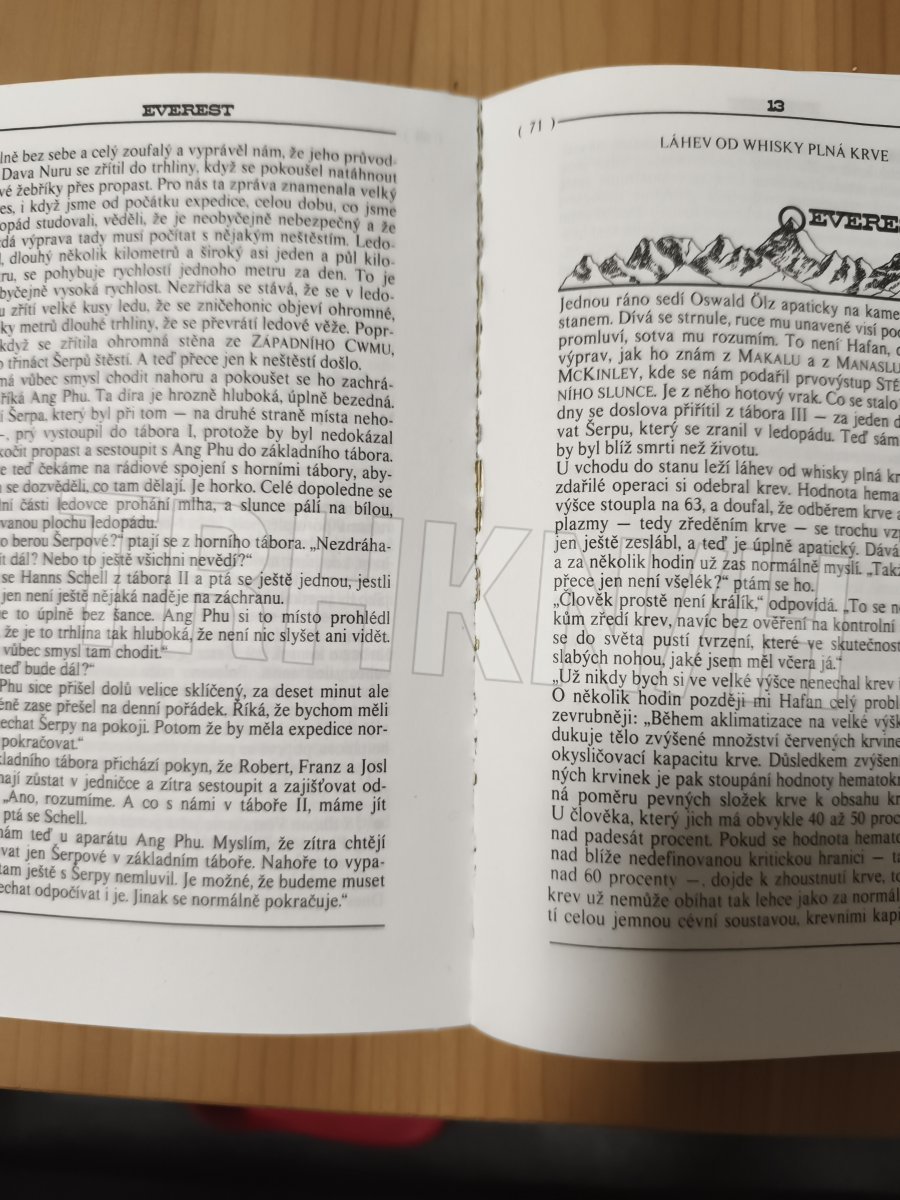 EVEREST
lně bez sebe a celý zoufalý a vyprávěl nám, že jeho průvod-
Dava Nuru se zřítil do trhliny, když se pokoušel natáhnout
vé žebříky přes propast. Pro nás ta zpráva znamenala velký
es, i když jsme od počátku expedice, celou dobu, co jsme
opád studovali, věděli, že je neobyčejně nebezpečný a že
dá výprava tady musí počítat s nějakým neštěstím. Ledo-
, dlouhý několik kilometrů a široký asi jeden a půl kilo-
ru, se pohybuje rychlostí jednoho metru za den. To je
byčejně vysoká rychlost. Nezřídka se stává, že se v ledo-
u zřítí velké kusy ledu, že se zničehonic objeví ohromné,
ky metrů dlouhé trhliny, že se převrátí ledové věže. Popr-
když se zřítila ohromná stěna ze ZÁPADNÍHO CWMU,
o třináct Šerpů štěstí. A teď přece jen k neštěstí došlo.
má vůbec smysl chodit nahoru a pokoušet se ho zachrá-
říká Ang Phu. Ta díra je hrozně hluboká, úplně bezedná.
í Šerpa, který byl při tom — na druhé straně místa neho-
–, prý vystoupil do tábora I, protože by byl nedokázal
kočit propast a sestoupit s Ang Phu do základního tábora.
e teď čekáme na rádiové spojení s horními tábory, aby-
se dozvěděli, co tam dělají. Je horko. Celé dopoledne se
lní části ledovce prohání mlha, a slunce pálí na bílou,
vanou plochu ledopádu.
o berou Šerpové?“ ptají se z horního tábora. „Nezdráha-
ít dál? Nebo to ještě všichni nevědí?“
se Hanns Schell z tábora II a ptá se ještě jednou, jestli
jen není ještě nějaká naděje na záchranu.
e to úplně bez šance. Ang Phu si to místo prohlédl
že je to trhlina tak hluboká, že není nic slyšet ani vidět.
vůbec smysl tam chodit.“
teď bude dál?“
Phu sice přišel dolů velice sklíčený, za deset minut ale
ěně zase přešel na denní pořádek. Říká, že bychom měli
nechat Šerpy na pokoji. Potom že by měla expedice nor-
pokračovat.“
kladního tábora přichází pokyn, že Robert, Franz a Josl
mají zůstat v jedničce a zítra sestoupit a zajišťovat od-
„Ano, rozumíme. A co s námi v táboře II, máme jít
ptá se Schell.
nám teď u aparátu Ang Phu. Myslím, že zítra chtějí
vat jen Šerpové v základním táboře. Nahoře to vypa-
tam ještě s Šerpy nemluvil. Je možné, že budeme muset
echat odpočívat i je. Jinak se normálně pokračuje.“
13
( 71 )
LÁHEV OD WHISKY PLNÁ KRVE
EVERES
Jednou ráno sedí Oswald Ölz apaticky na kame
stanem. Dívá se strnule, ruce mu unaveně visí po
promluví, sotva mu rozumím. To není Hafan,
výprav, jak ho znám z MAKALU a z MANASLU
MCKINLEY, kde se nám podařil prvovýstup STĚ
NÍHO SLUNCE. Je z něho hotový vrak. Co se stalo
dny se doslova přiřítil z tábora III — za jeden d
vat Šerpu, který se zranil v ledopádu. Teď sám
by byl blíž smrti než životu.
U vchodu do stanu leží láhev od whisky plná kr
zdařilé operaci si odebral krev. Hodnota hema
výšce stoupla na 63, a doufal, že odběrem krve a
plazmy — tedy zředěním krve — se trochu vz
jen ještě zeslábl, a teď je úplně apatický. Dává
a za několik hodin už zas normálně myslí. „Tak
přece jen není všelék?“ ptám se ho.
„Člověk prostě není králík,“ odpovídá. „To se n
kům zředí krev, navíc bez ověření na kontrolní
se do světa pustí tvrzení, které ve skutečnos
slabých nohou, jaké jsem měl včera já.“
„Už nikdy bych si ve velké výšce nenechal krev
O několik hodin později mi Hafan celý probl
zevrubněji: „Během aklimatizace na velké výšk
dukuje tělo zvýšené množství červených krvine
okysličovací kapacitu krve. Důsledkem zvýšen
ných krvinek je pak stoupání hodnoty hematok
ná poměru pevných složek krve k obsahu k
U člověka, který jich má obvykle 40 až 50 proc
nad padesát procent. Pokud se hodnota hemato
nad blíže nedefinovanou kritickou hranici — t
nad 60 procenty —, dojde k zhoustnutí krve, to
krev už nemůže obíhat tak lehce jako za normál
tí celou jemnou cévní soustavou, krevními kapi
RHKNI